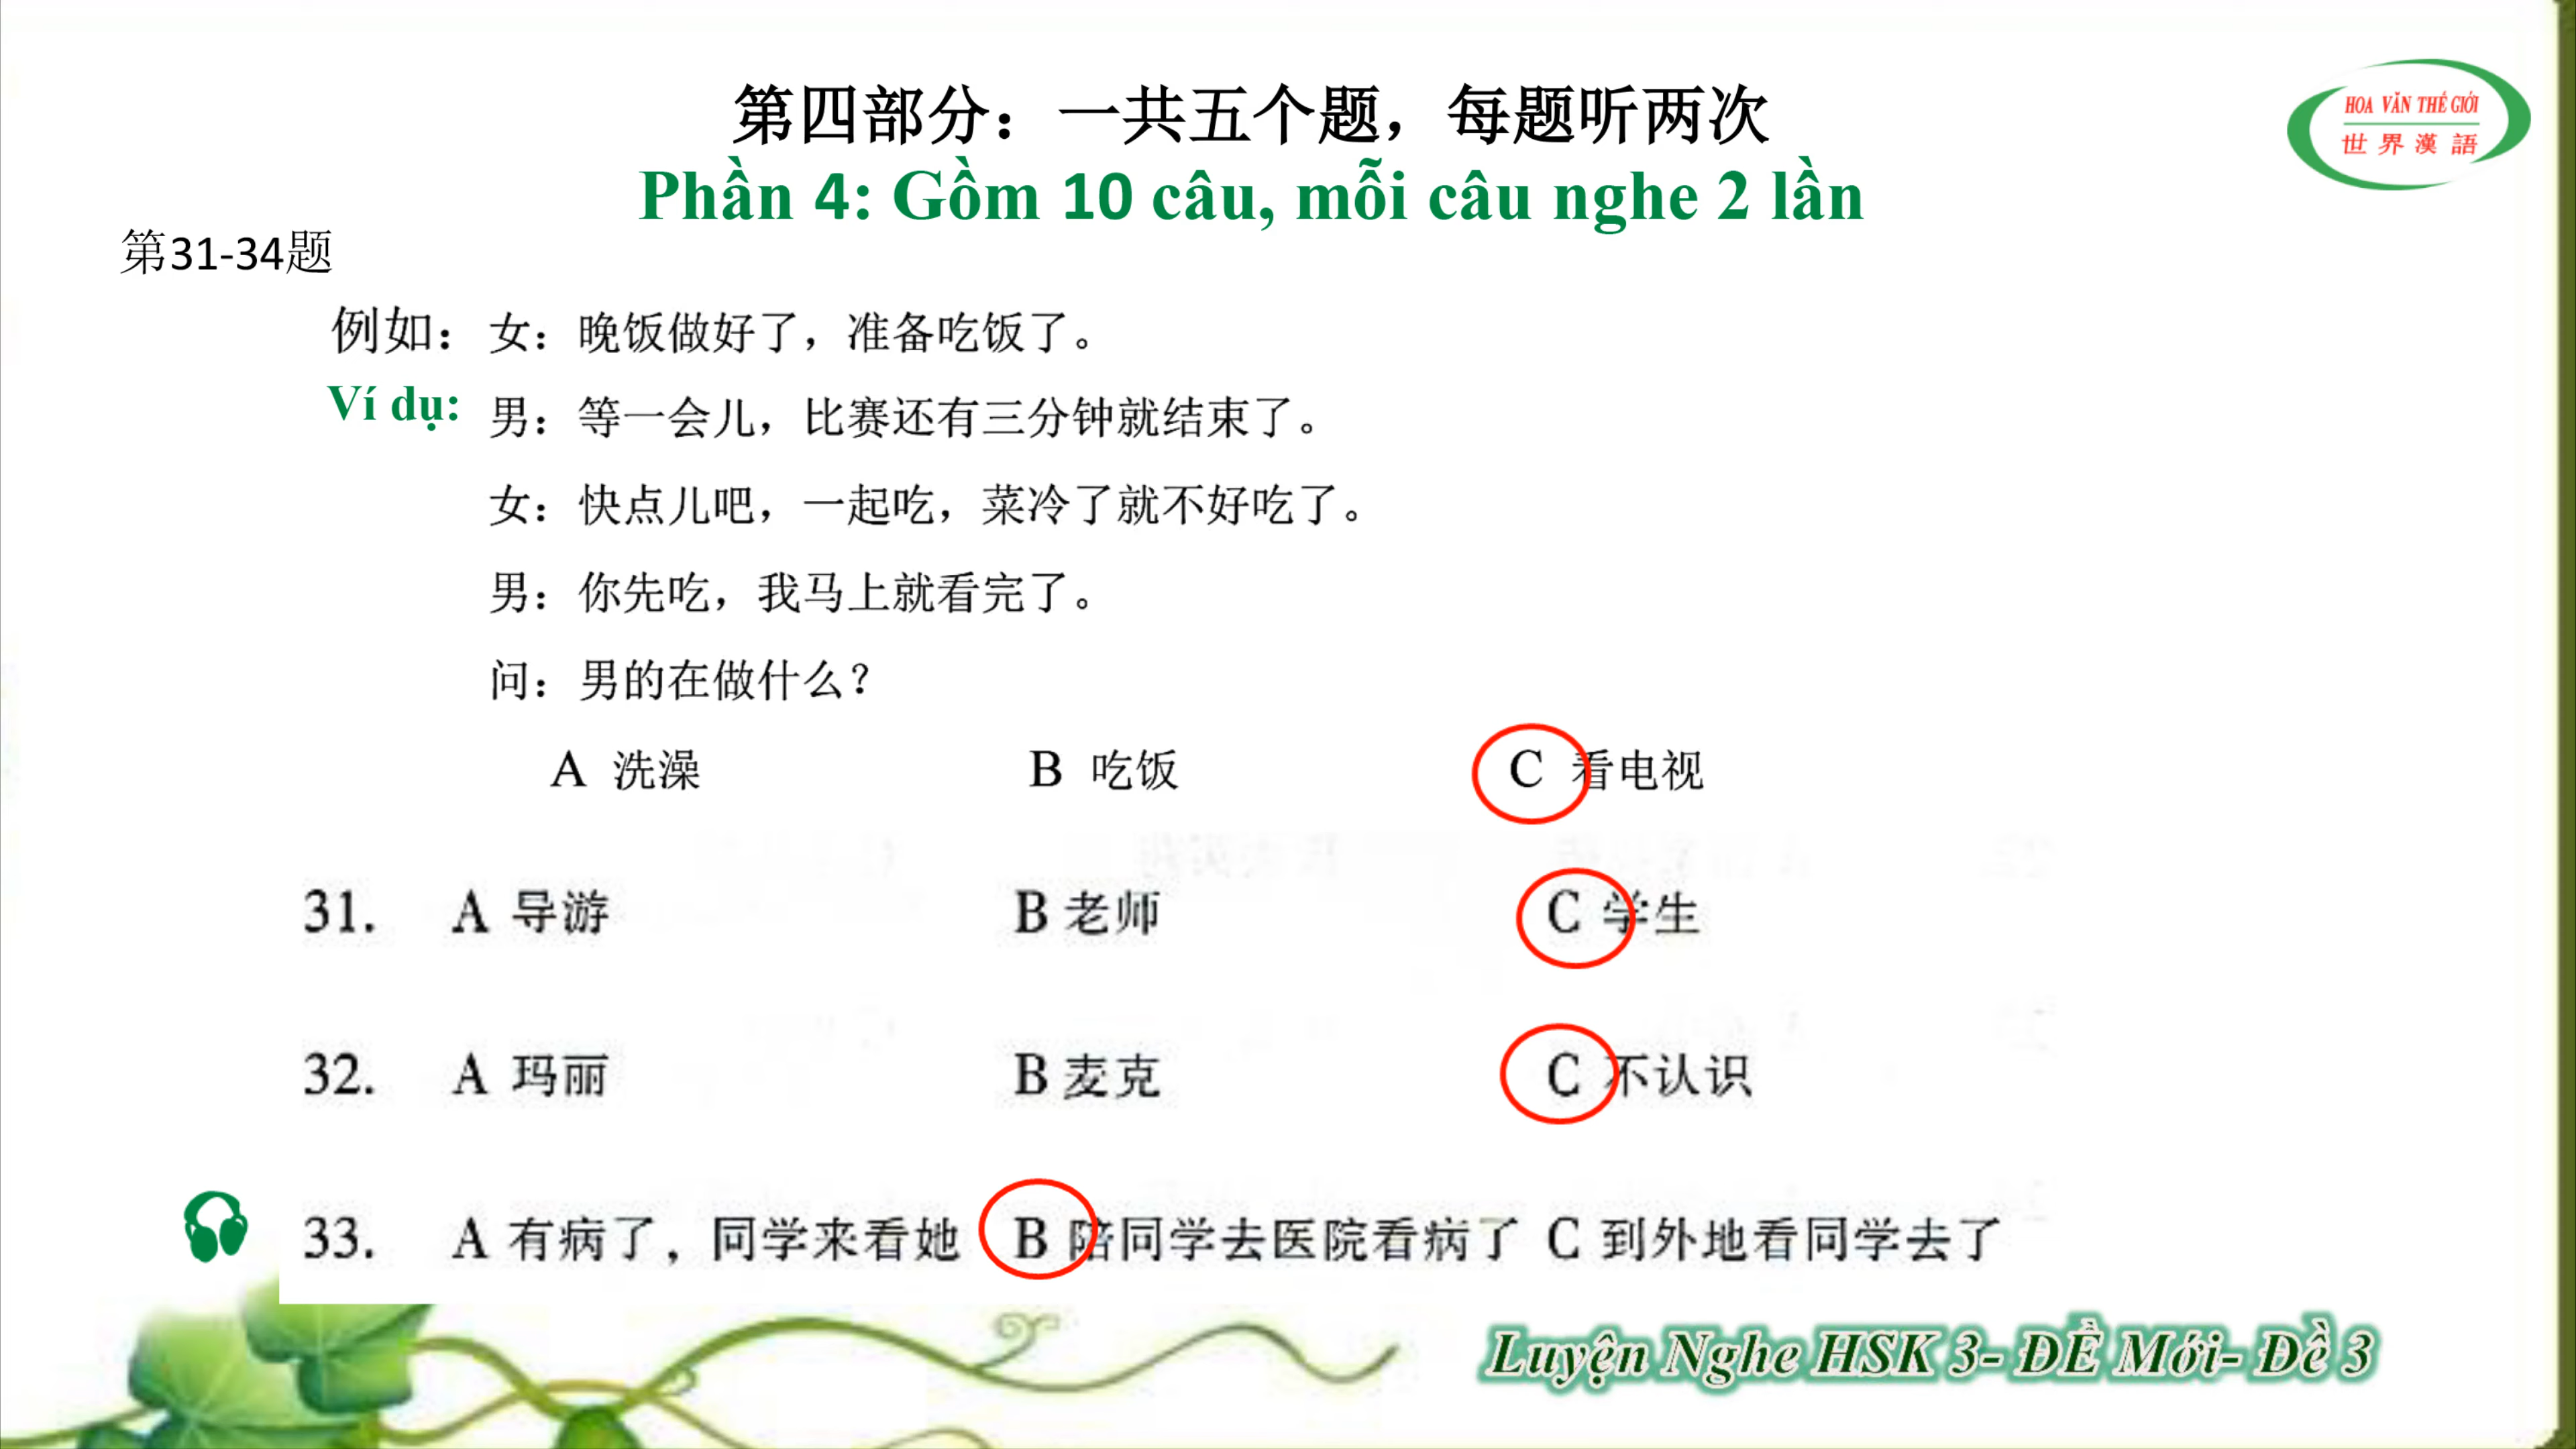 第四部分：一共五个题，每题听两次
HOA VĂN THẾ GIỚI
世界漢語
Phần 4: Gồm 10 câu, mỗi câu nghe 2 lần
第31-34题
例如：女：晚饭做好了，准备吃饭了。
Ví dụ: 男：等一会儿，比赛还有三分钟就结束了。
女：快点儿吧，一起吃，菜冷了就不好吃了。
男：你先吃，我马上就看完了。
问：男的在做什么？
A 洗澡 B 吃饭 C 看电视
31. A 导游 B 老师 C 学生
32. A 玛丽 B 麦克 C 不认识
33. A 有病了，同学来看她 B 陪同学去医院看病了 C 到外地看同学去了
Luyện Nghe HSK 3- ĐỀ Mới- Đề 3